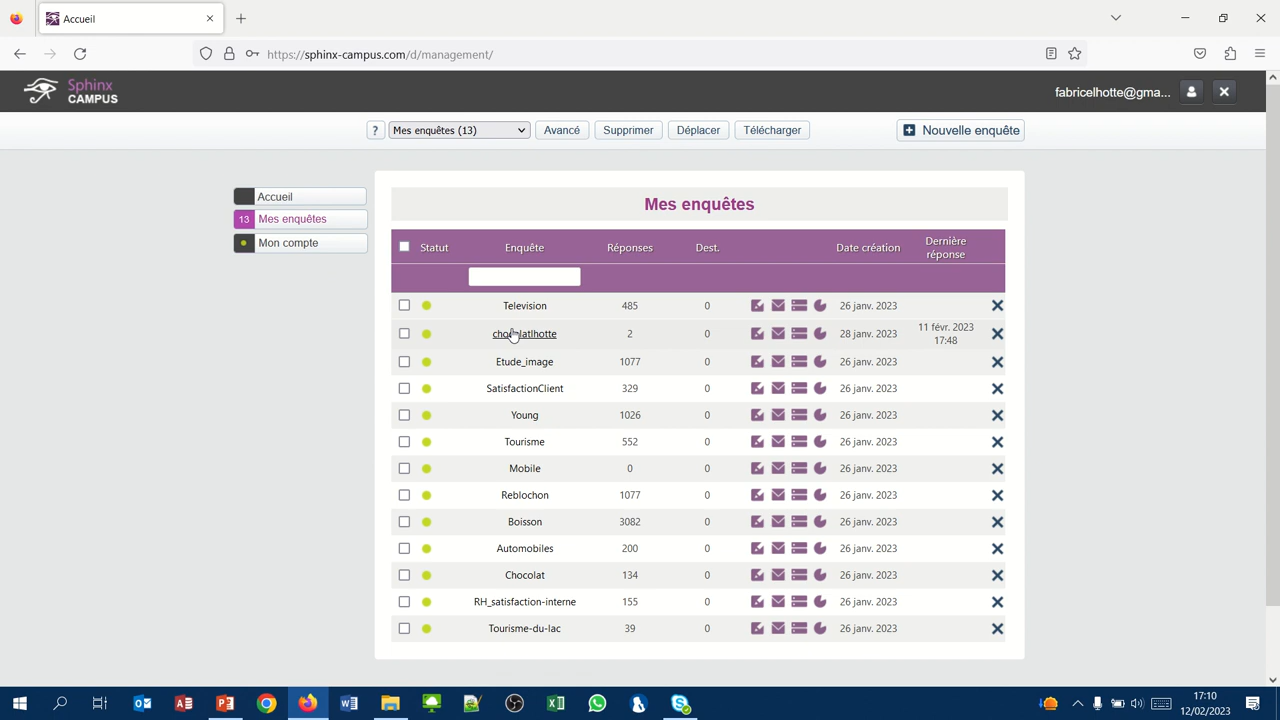 Accueil
https://sphinx-campus.com/d/management/
Sphinx
CAMPUS
fabricelhotte@gma...
? Mes enquêtes (13) Avancé Supprimer Déplacer Télécharger Nouvelle enquête
Accueil
13 Mes enquêtes
Mon compte
Mes enquêtes
Statut Enquête Réponses Dest. Date création Dernière
réponse
Television 485 0 26 janv. 2023
chocolatlhotte 2 0 28 janv. 2023 11 févr. 2023
17:48
Etude_image 1077 0 26 janv. 2023
SatisfactionClient 329 0 26 janv. 2023
Young 1026 0 26 janv. 2023
Tourisme 552 0 26 janv. 2023
Mobile 0 0 26 janv. 2023
Reblochon 1077 0 26 janv. 2023
Boisson 3082 0 26 janv. 2023
Automobiles 200 0 26 janv. 2023
Chocolat 134 0 26 janv. 2023
RH_satisfaction-interne 155 0 26 janv. 2023
Tourisme-du-lac 39 0 26 janv. 2023
17:10
12/02/2023